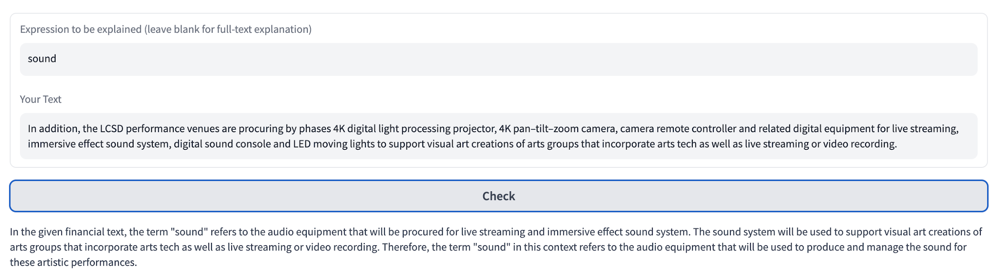 Expression to be explained (leave blank for full-text explanation)
sound
Your Text
In addition, the LCSD performance venues are procuring by phases 4K digital light processing projector, 4K pan–tilt–zoom camera, camera remote controller and related digital equipment for live streaming,
immersive effect sound system, digital sound console and LED moving lights to support visual art creations of arts groups that incorporate arts tech as well as live streaming or video recording.
Check
In the given financial text, the term "sound" refers to the audio equipment that will be procured for live streaming and immersive effect sound system. The sound system will be used to support visual art creations of
arts groups that incorporate arts tech as well as live streaming or video recording. Therefore, the term "sound" in this context refers to the audio equipment that will be used to produce and manage the sound for
these artistic performances.